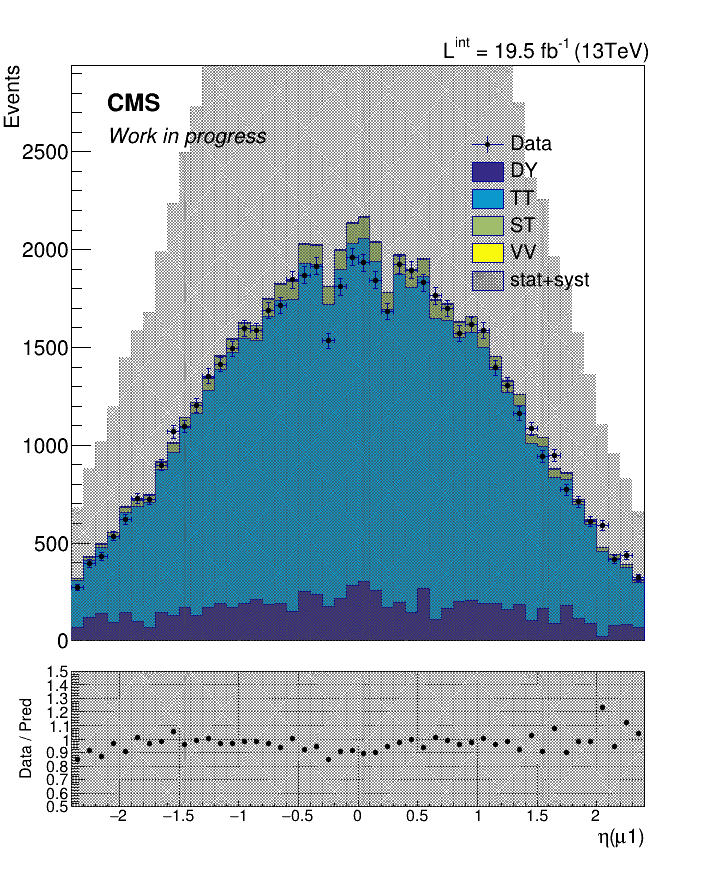 L^int = 19.5 fb^-1 (13TeV)
Events
CMS
Work in progress
Data
DY
TT
ST
VV
stat+syst
2500
2000
1500
1000
500
0
Data / Pred
1.5
1.4
1.3
1.2
1.1
1
0.9
0.8
0.7
0.6
0.5
−2 −1.5 −1 −0.5 0 0.5 1 1.5 2
η(μ1)